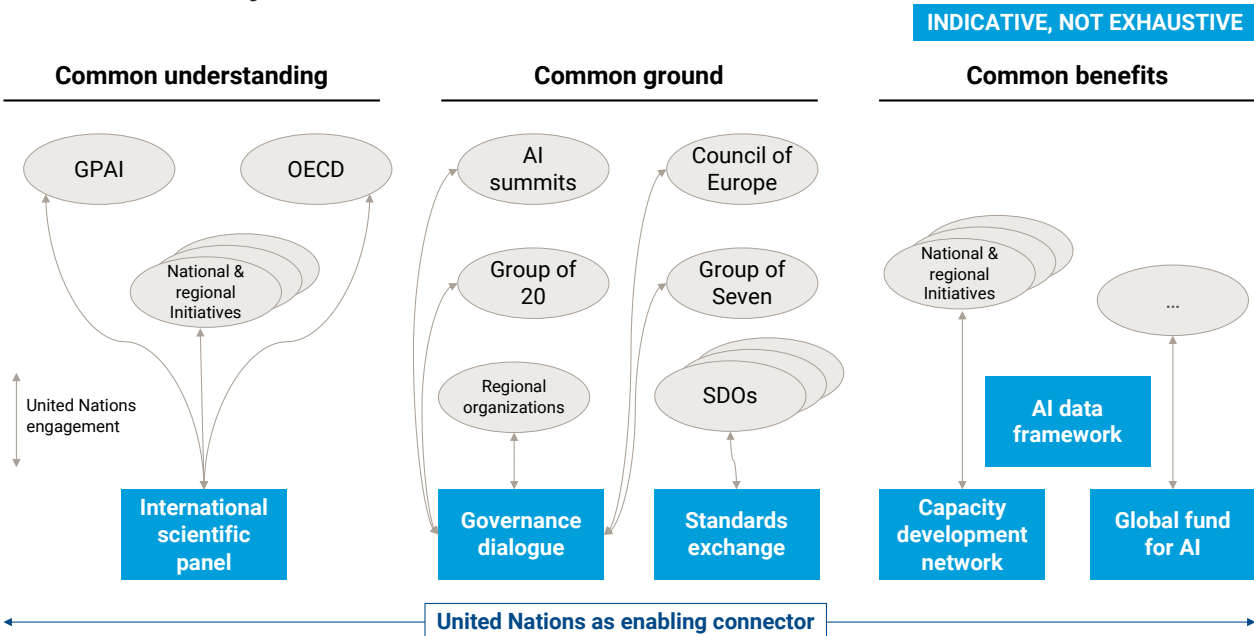 INDICATIVE, NOT EXHAUSTIVE
Common understanding
Common ground
Common benefits
GPAI
OECD
National &
regional
Initiatives
United Nations
engagement
International
scientific
panel
AI
summits
Council of
Europe
Group of
20
Group of
Seven
Regional
organizations
SDOs
Governance
dialogue
Standards
exchange
National &
regional
Initiatives
...
AI data
framework
Capacity
development
network
Global fund
for AI
United Nations as enabling connector